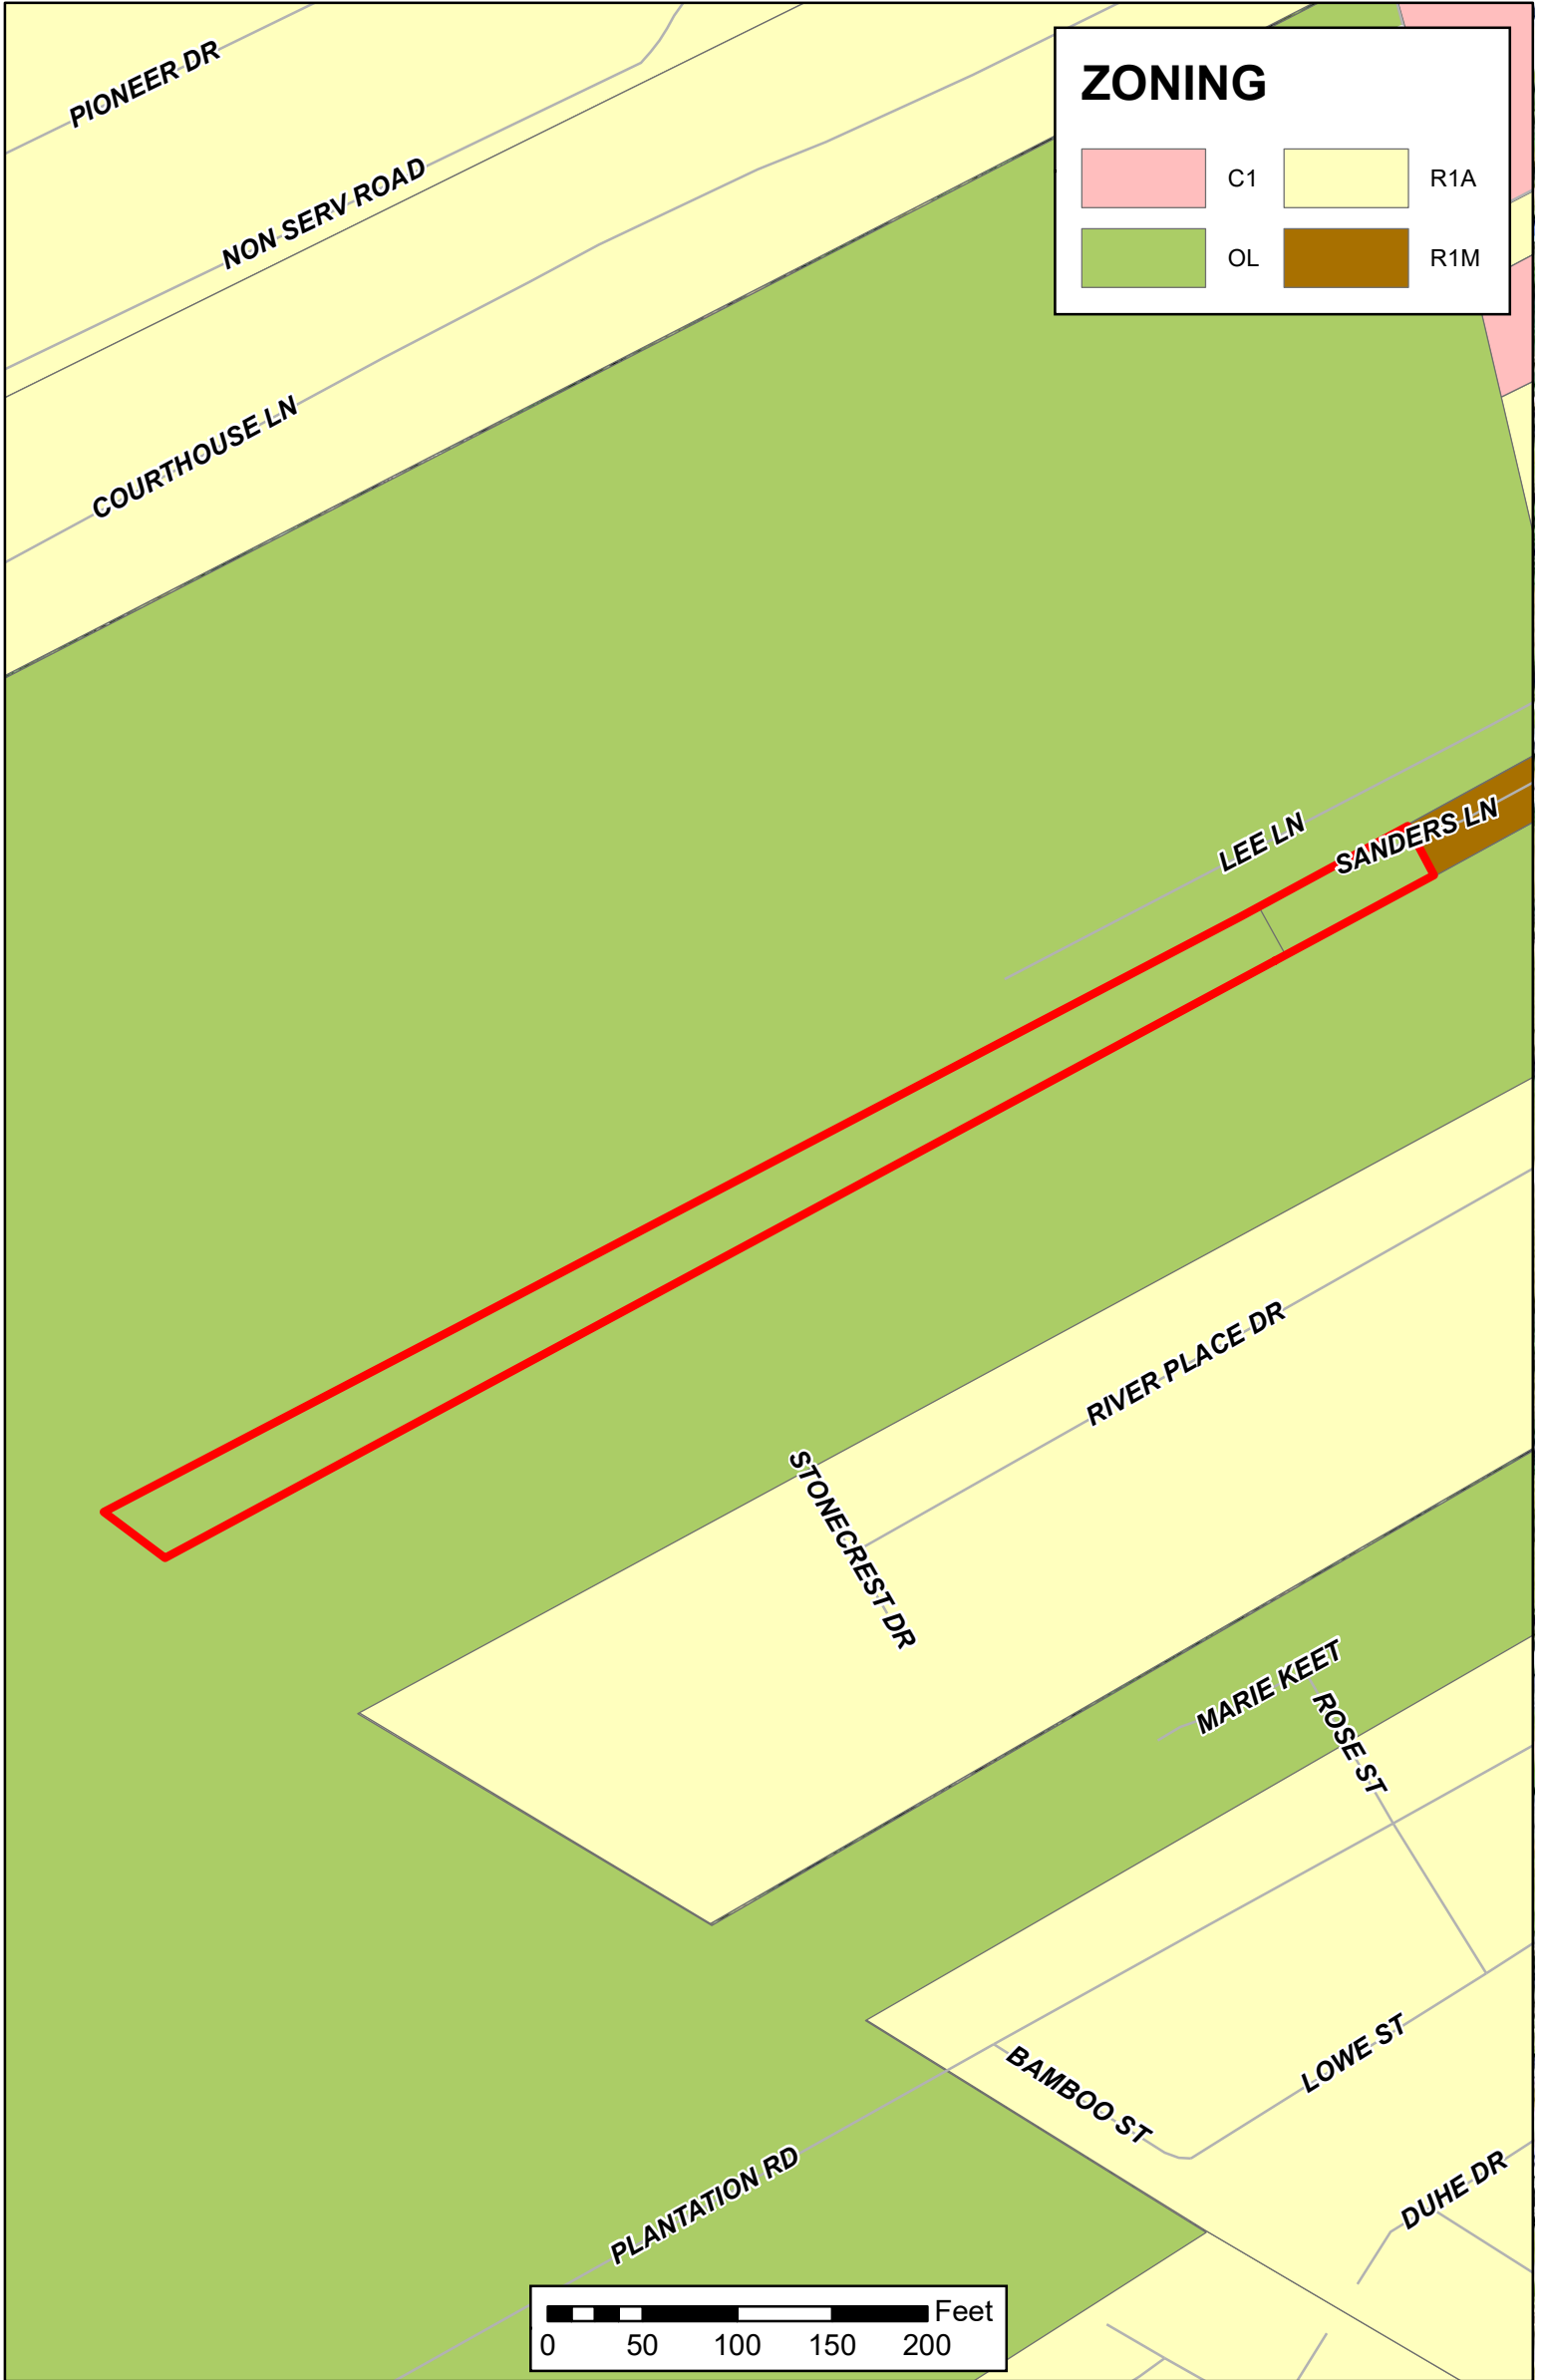 PIONEER DR
ZONING
C1 R1A
NON SERV ROAD
OL R1M
COURTHOUSE LN
LEE LN
SANDERS LN
RIVER PLACE DR
STONECREST DR
MARIE KEET
ROSE ST
BAMBOO ST
LOWE ST
PLANTATION RD
DUHE DR
Feet
0 50 100 150 200